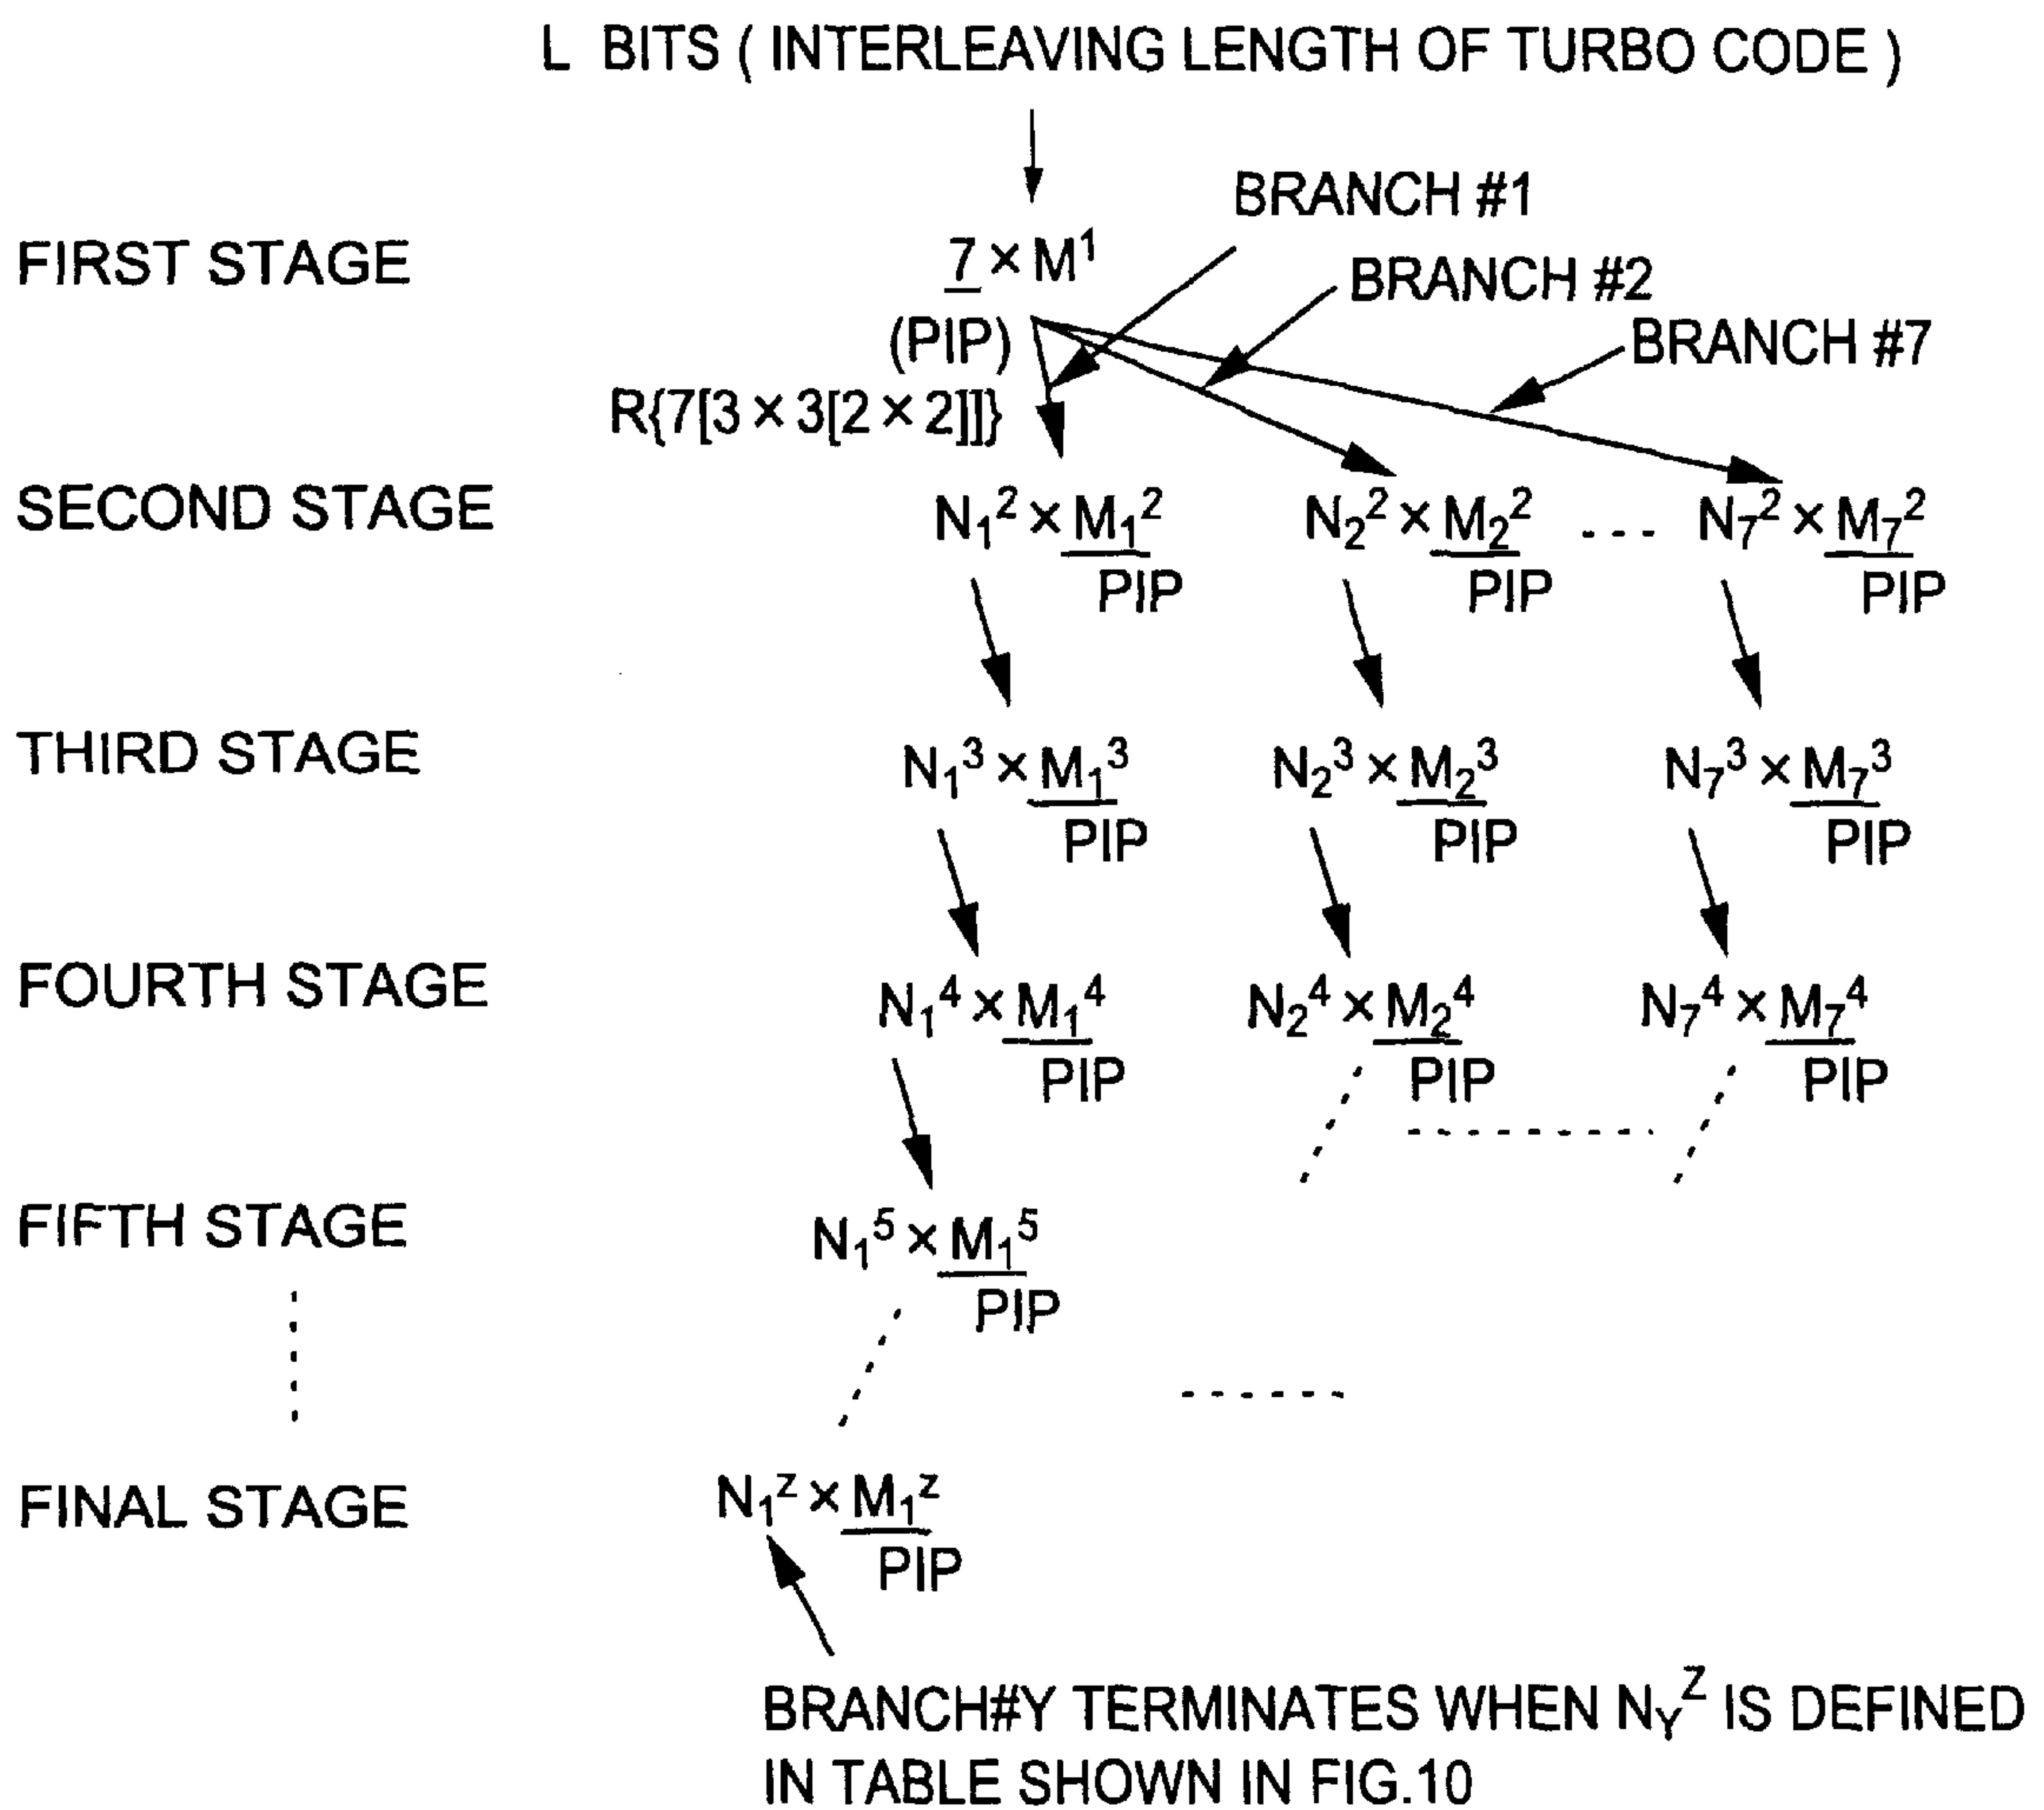 L BITS ( INTERLEAVING LENGTH OF TURBO CODE )
BRANCH #1
FIRST STAGE
7 × M¹
BRANCH #2
(PIP)
BRANCH #7
R{7[3 × 3[2 × 2]]}
SECOND STAGE
N₁² × M₁² N₂² × M₂² - - - N₇² × M₇²
PIP PIP PIP
THIRD STAGE
N₁³ × M₁³ N₂³ × M₂³ N₇³ × M₇³
PIP PIP PIP
FOURTH STAGE
N₁⁴ × M₁⁴ N₂⁴ × M₂⁴ N₇⁴ × M₇⁴
PIP PIP PIP
FIFTH STAGE
N₁⁵ × M₁⁵
PIP
FINAL STAGE
N₁ᶻ × M₁ᶻ
PIP
BRANCH#Y TERMINATES WHEN N_Y^Z IS DEFINED
IN TABLE SHOWN IN FIG.10